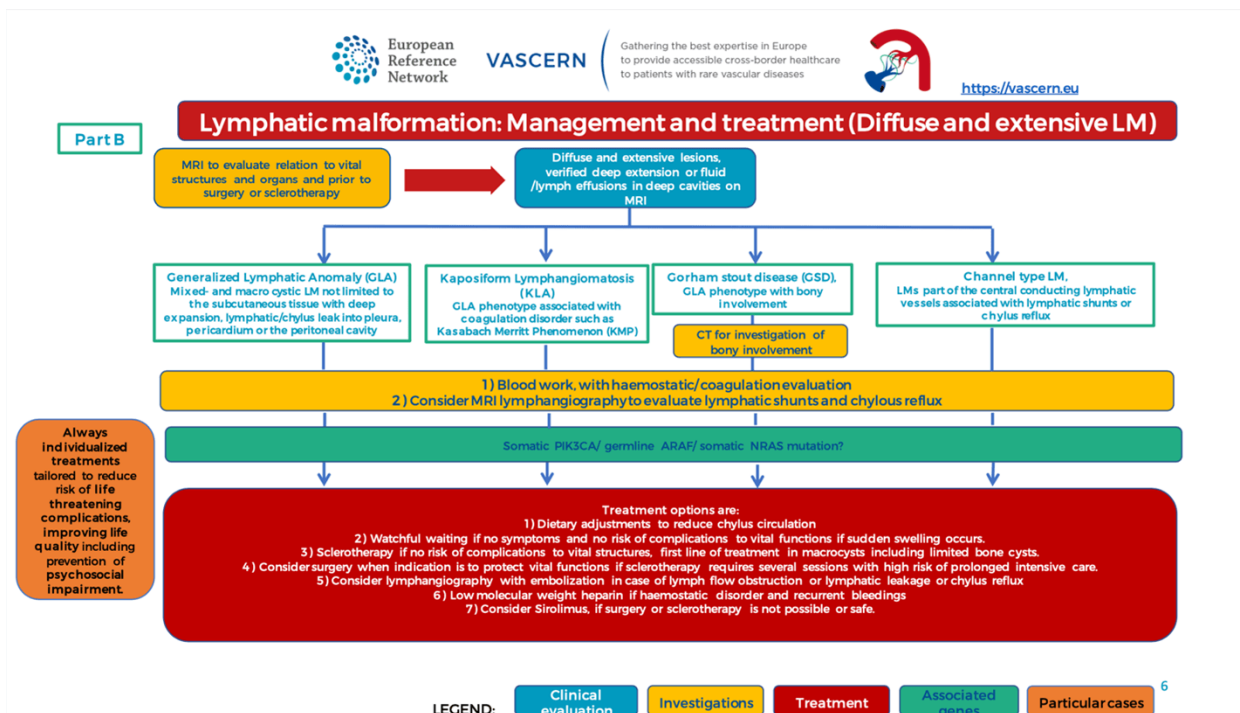 European
Reference
Network
VASCERN
Gathering the best expertise in Europe
to provide accessible cross-border healthcare
to patients with rare vascular diseases
https://vascern.eu
Part B
Lymphatic malformation: Management and treatment (Diffuse and extensive LM)
MRI to evaluate relation to vital
structures and organs and prior to
surgery or sclerotherapy
Diffuse and extensive lesions,
verified deep extension or fluid
/lymph effusions in deep cavities on
MRI
Generalized Lymphatic Anomaly (GLA)
Mixed- and macro cystic LM not limited to
the subcutaneous tissue with deep
expansion, lymphatic/chylus leak into pleura,
pericardium or the peritoneal cavity
Kaposiform Lymphangiomatosis
(KLA)
GLA phenotype associated with
coagulation disorder such as
Kasabach Merritt Phenomenon (KMP)
Gorham stout disease (GSD),
GLA phenotype with bony
involvement
CT for investigation of
bony involvement
Channel type LM,
LMs part of the central conducting lymphatic
vessels associated with lymphatic shunts or
chylus reflux
1) Blood work, with haemostatic/coagulation evaluation
2) Consider MRI lymphangiography to evaluate lymphatic shunts and chylous reflux
Always
individualized
treatments
tailored to reduce
risk of life
threatening
complications,
improving life
quality including
prevention of
psychosocial
impairment.
Somatic PIK3CA/ germline ARAF/ somatic NRAS mutation?
Treatment options are:
1) Dietary adjustments to reduce chylus circulation
2) Watchful waiting if no symptoms and no risk of complications to vital functions if sudden swelling occurs.
3) Sclerotherapy if no risk of complications to vital structures, first line of treatment in macrocysts including limited bone cysts.
4) Consider surgery when indication is to protect vital functions if sclerotherapy requires several sessions with high risk of prolonged intensive care.
5) Consider lymphangiography with embolization in case of lymph flow obstruction or lymphatic leakage or chylus reflux
6) Low molecular weight heparin if haemostatic disorder and recurrent bleedings
7) Consider Sirolimus, if surgery or sclerotherapy is not possible or safe.
6
LEGEND:
Clinical
evaluation
Investigations
Treatment
Associated
genes
Particular cases